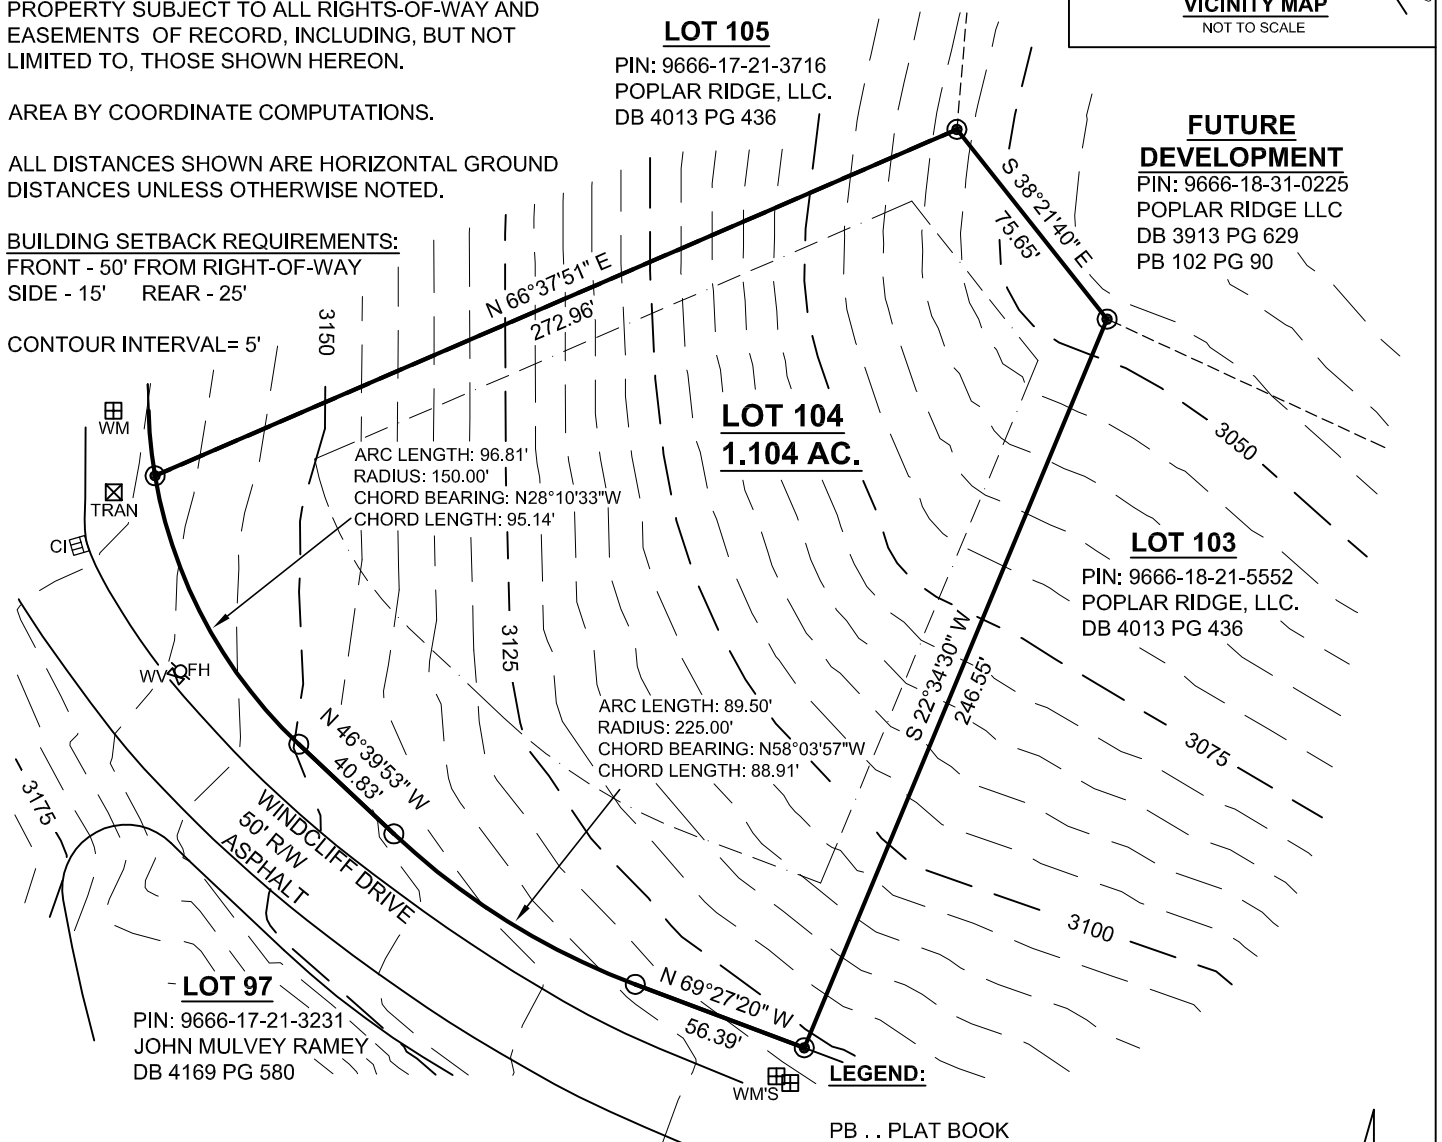 PROPERTY SUBJECT TO ALL RIGHTS-OF-WAY AND
EASEMENTS OF RECORD, INCLUDING, BUT NOT
LIMITED TO, THOSE SHOWN HEREON.
AREA BY COORDINATE COMPUTATIONS.
ALL DISTANCES SHOWN ARE HORIZONTAL GROUND
DISTANCES UNLESS OTHERWISE NOTED.
BUILDING SETBACK REQUIREMENTS:
FRONT - 50' FROM RIGHT-OF-WAY
SIDE - 15' REAR - 25'
CONTOUR INTERVAL= 5'
LOT 105
PIN: 9666-17-21-3716
POPLAR RIDGE, LLC.
DB 4013 PG 436
VICINITY MAP
NOT TO SCALE
FUTURE
DEVELOPMENT
PIN: 9666-18-31-0225
POPLAR RIDGE LLC
DB 3913 PG 629
PB 102 PG 90
S 38°21'40" E
75.65'
N 66°37'51" E
272.96'
3150
WM
TRAN
CI
ARC LENGTH: 96.81'
RADIUS: 150.00'
CHORD BEARING: N28°10'33"W
CHORD LENGTH: 95.14'
LOT 104
1.104 AC.
3050
LOT 103
PIN: 9666-18-21-5552
POPLAR RIDGE, LLC.
DB 4013 PG 436
3125
WV
FH
S 22°34'30" W
246.55'
ARC LENGTH: 89.50'
RADIUS: 225.00'
CHORD BEARING: N58°03'57"W
CHORD LENGTH: 88.91'
N 46°39'53" W
40.83'
3075
3175
WINDCLIFF DRIVE
50' R/W
ASPHALT
3100
LOT 97
PIN: 9666-17-21-3231
JOHN MULVEY RAMEY
DB 4169 PG 580
N 69°27'20" W
56.39'
WM'S
LEGEND:
PB . . PLAT BOOK